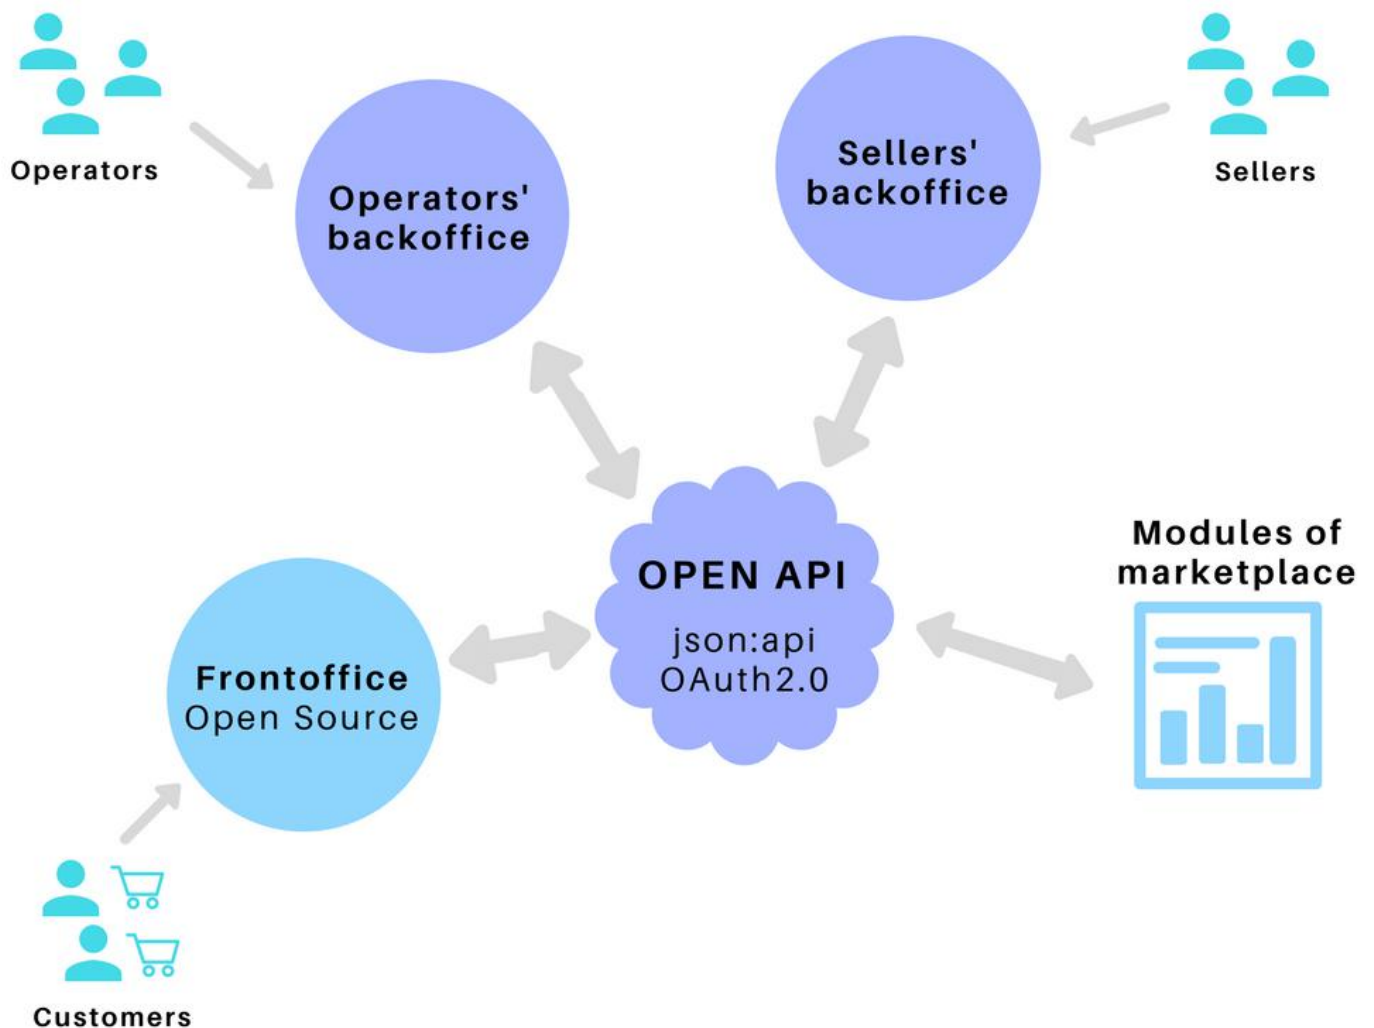 Operators
Operators'
backoffice
Sellers'
backoffice
Sellers
OPEN API
json:api
OAuth2.0
Modules of
marketplace
Frontoffice
Open Source
Customers